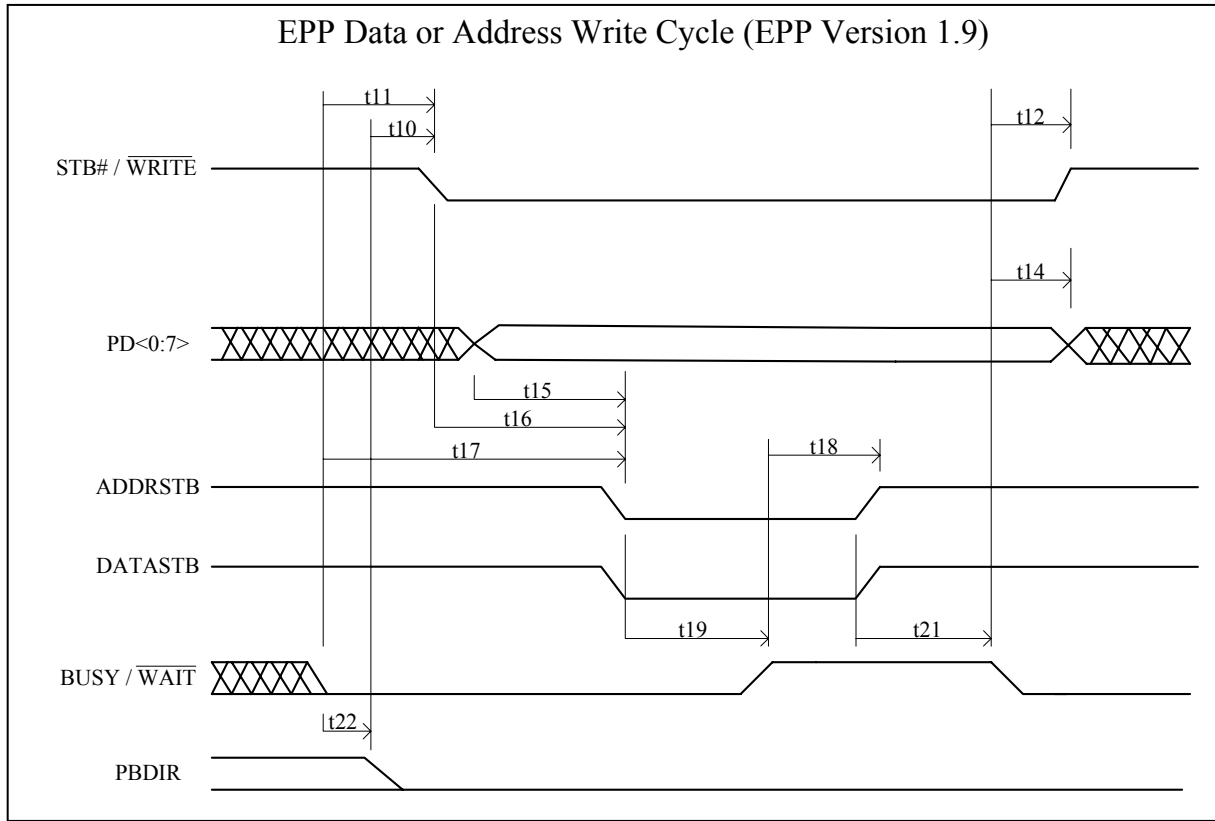 EPP Data or Address Write Cycle (EPP Version 1.9)
t11
t12
t10
STB# / WRITE
t14
PD<0:7>
t15
t16
t17
t18
ADDRSTB
DATASTB
t19
t21
BUSY / WAIT
t22
PBDIR